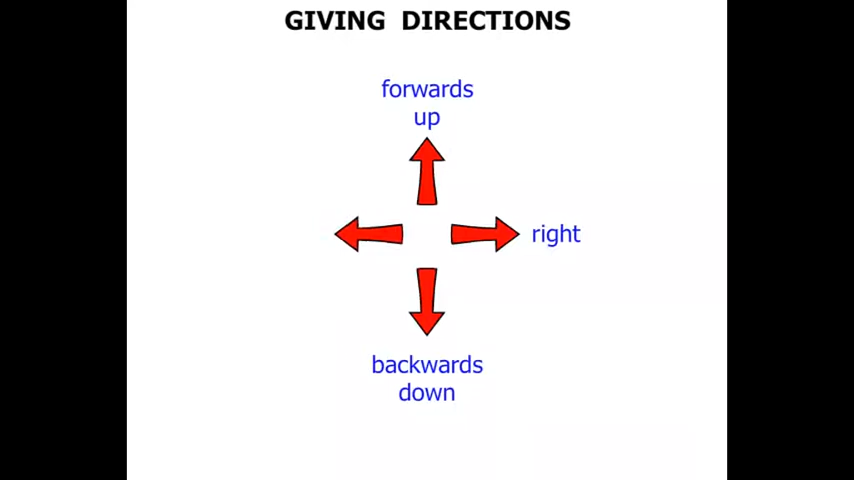 GIVING DIRECTIONS
forwards
up
right
backwards
down